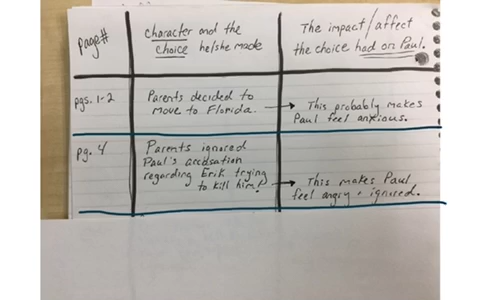 page #
character and the
choice he/she made
The impact/affect
the choice had on Paul.
pgs. 1-2
Parents decided to
move to Florida.
This probably makes
Paul feel anxious.
pg. 4
Parents ignored
Paul's accusation
regarding Erik trying
to kill him!
This makes Paul
feel angry + ignored.